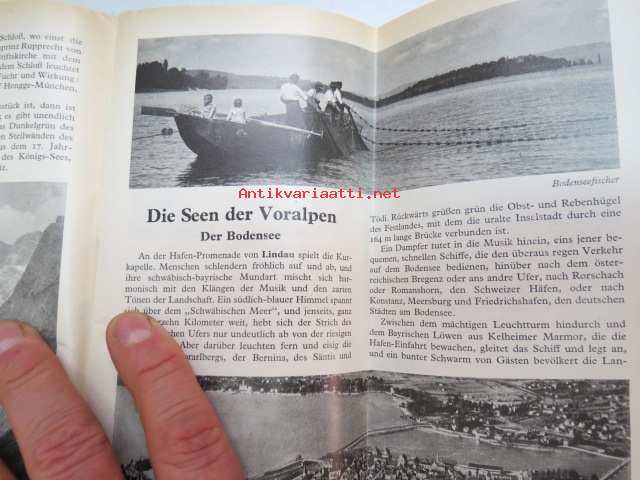 Schloß, wo einst die
prinz Rupprecht von
ftskirche mit dem
dem Schloß leuchtet
Pacht und Wirkung:
f Hengge-München,
stück ist, dann ist
g es gibt unendlich
s Dunkelgrün des
n Steilwänden des
us dem 17. Jahr-
des Königs-Sees,
Antikvariaatti.net
Bodenseefischer
Die Seen der Voralpen
Der Bodensee
An der Hafen-Promenade von Lindau spielt die Kur-
kapelle. Menschen schlendern fröhlich auf und ab, und
ihre schwäbisch-bayrische Mundart mischt sich har-
monisch mit den Klängen der Musik und den zarten
Tönen der Landschaft. Ein südlich-blauer Himmel spannt
sich über dem „Schwäbischen Meer“, und jenseits, ganz
zehn Kilometer weit, hebt sich der Strich des
Schweizerischen Ufers nur undeutlich ab von der riesigen
Aber darüber leuchten fern und eisig die
Vorarlbergs, der Bernina, des Säntis und
Tödi. Rückwärts grüßen grün die Obst- und Rebenhügel
des Festlandes, mit dem die uralte Inselstadt durch eine
164 m lange Brücke verbunden ist.
Ein Dampfer tutet in die Musik hinein, eins jener be-
quemen, schnellen Schiffe, die den überaus regen Verkehr
auf dem Bodensee bedienen, hinüber nach dem öster-
reichischen Bregenz oder ans andre Ufer, nach Rorschach
oder Romanshorn, den Schweizer Häfen, oder nach
Konstanz, Meersburg und Friedrichshafen, den deutschen
Städten am Bodensee.
Zwischen dem mächtigen Leuchtturm hindurch und
dem Bayrischen Löwen aus Kelheimer Marmor, die die
Hafen-Einfahrt bewachen, gleitet das Schiff und legt an,
und ein bunter Schwarm von Gästen bevölkert die Lan-